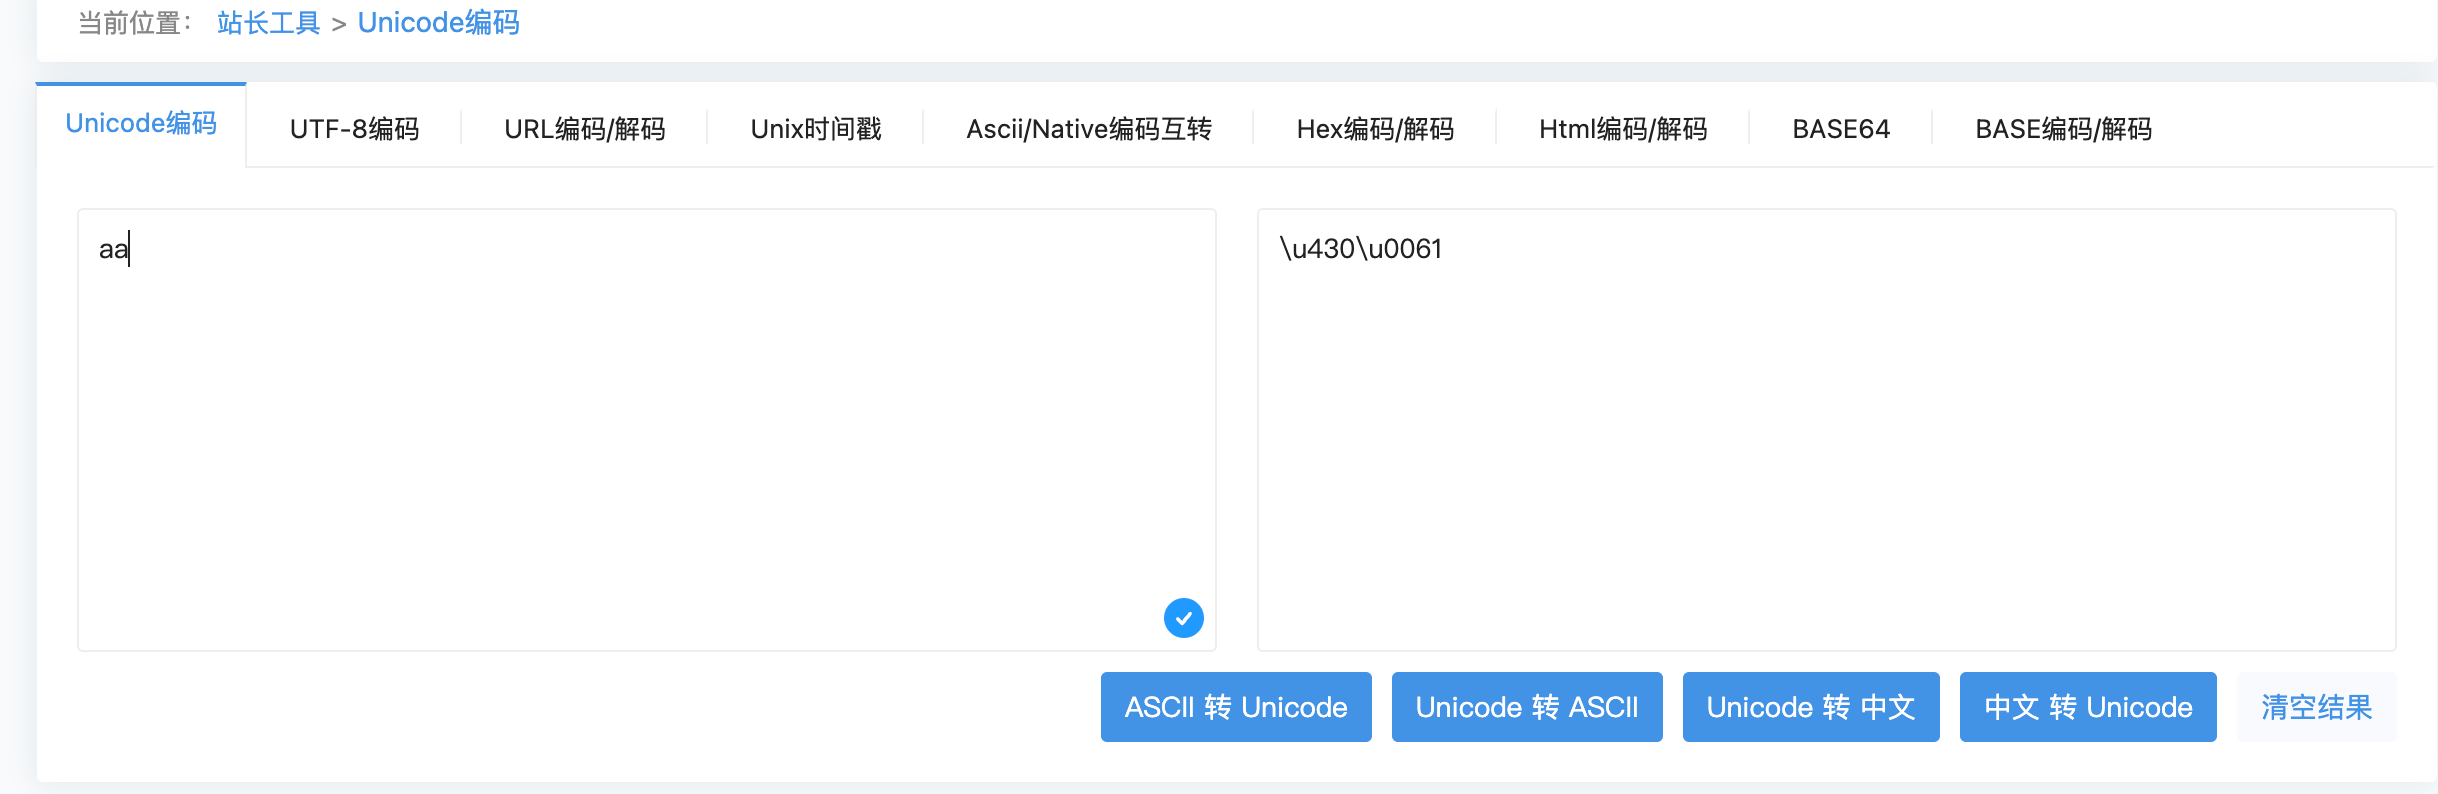 当前位置： 站长工具 > Unicode编码
Unicode编码
UTF-8编码
URL编码/解码
Unix时间戳
Ascii/Native编码互转
Hex编码/解码
Html编码/解码
BASE64
BASE编码/解码
аa
\u430\u0061
ASCII 转 Unicode
Unicode 转 ASCII
Unicode 转 中文
中文 转 Unicode
清空结果